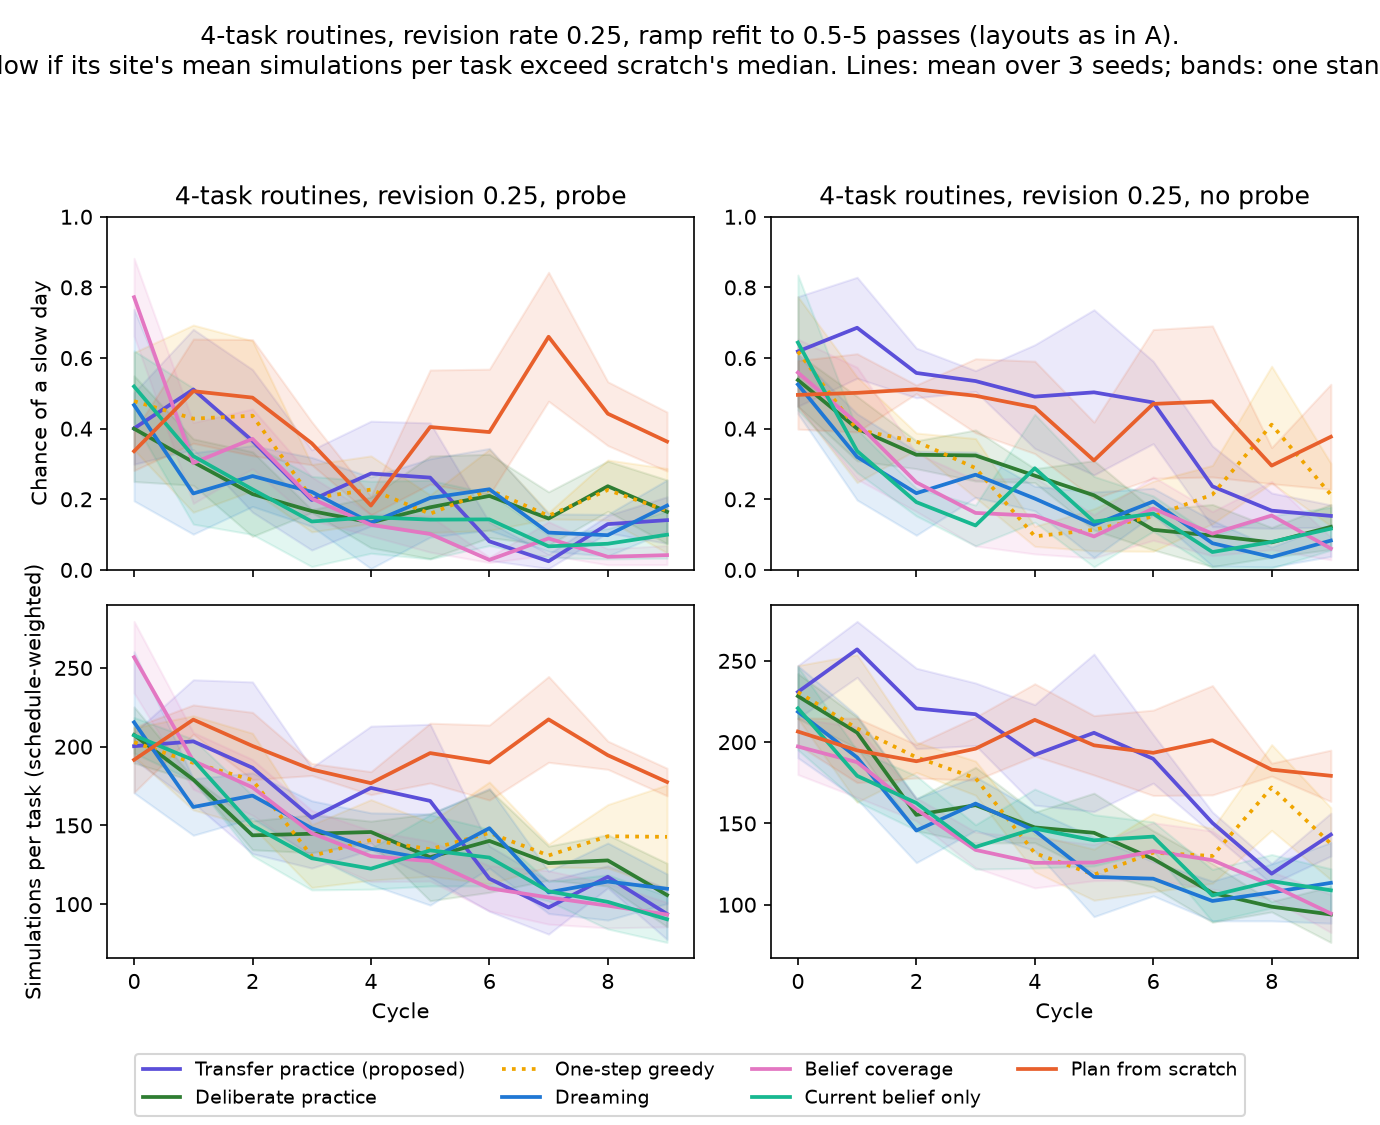 4-task routines, revision rate 0.25, ramp refit to 0.5-5 passes (layouts as in A).
low if its site's mean simulations per task exceed scratch's median. Lines: mean over 3 seeds; bands: one stan
4-task routines, revision 0.25, probe
4-task routines, revision 0.25, no probe
Chance of a slow day
1.0
0.8
0.6
0.4
0.2
0.0
1.0
0.8
0.6
0.4
0.2
0.0
Simulations per task (schedule-weighted)
250
200
150
100
250
200
150
100
0 2 4 6 8
0 2 4 6 8
Cycle
Cycle
Transfer practice (proposed) One-step greedy Belief coverage Plan from scratch
Deliberate practice Dreaming Current belief only